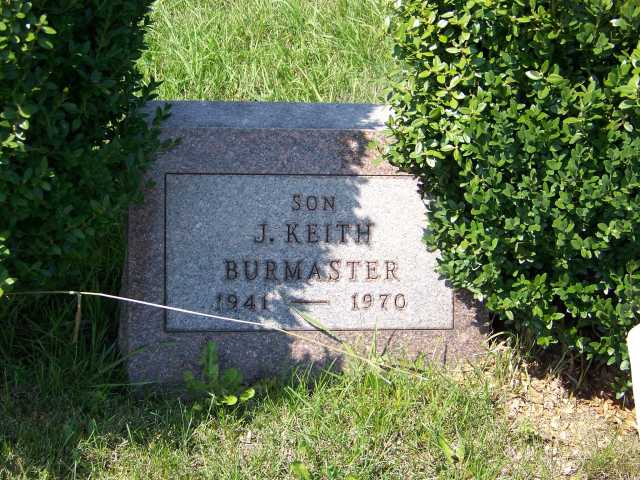 SON
J. KEITH
BURMASTER
1941 — 1970